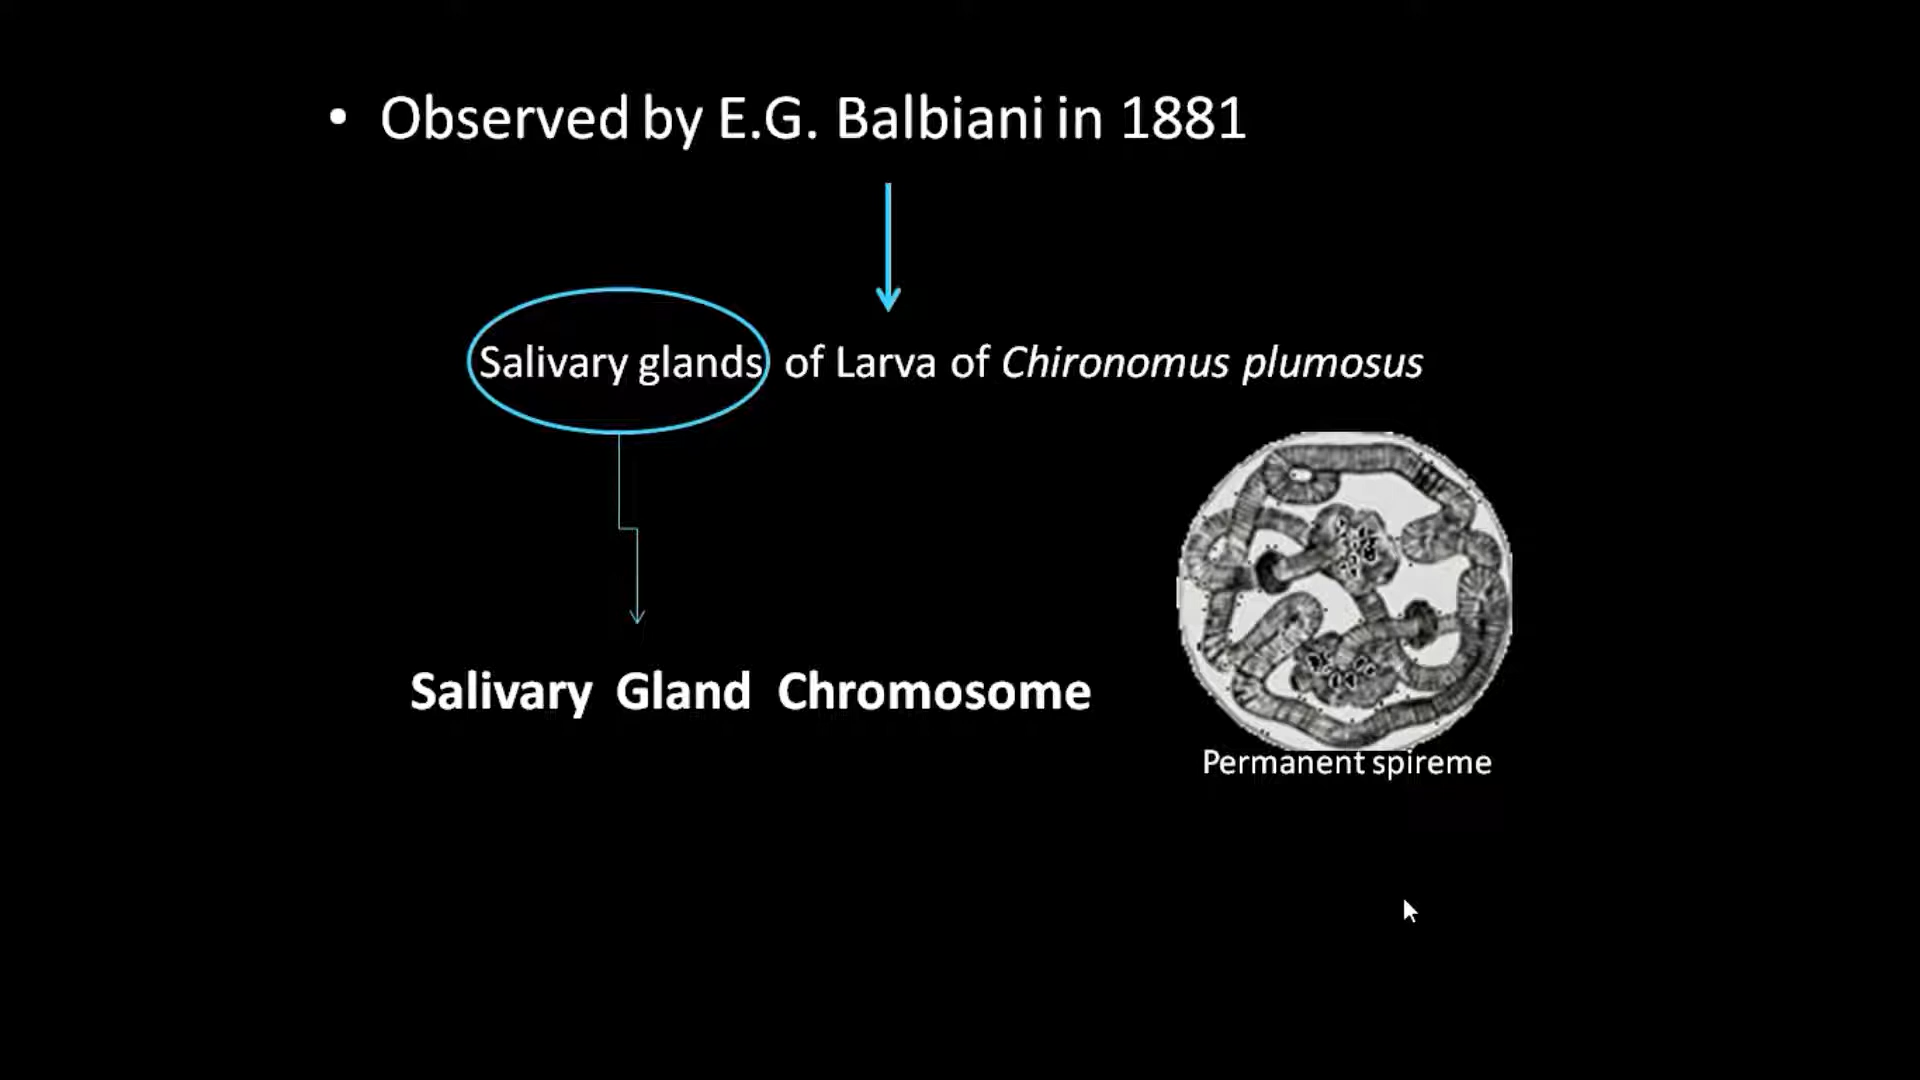 • Observed by E.G. Balbiani in 1881
Salivary glands of Larva of Chironomus plumosus
Salivary Gland Chromosome
Permanent spireme